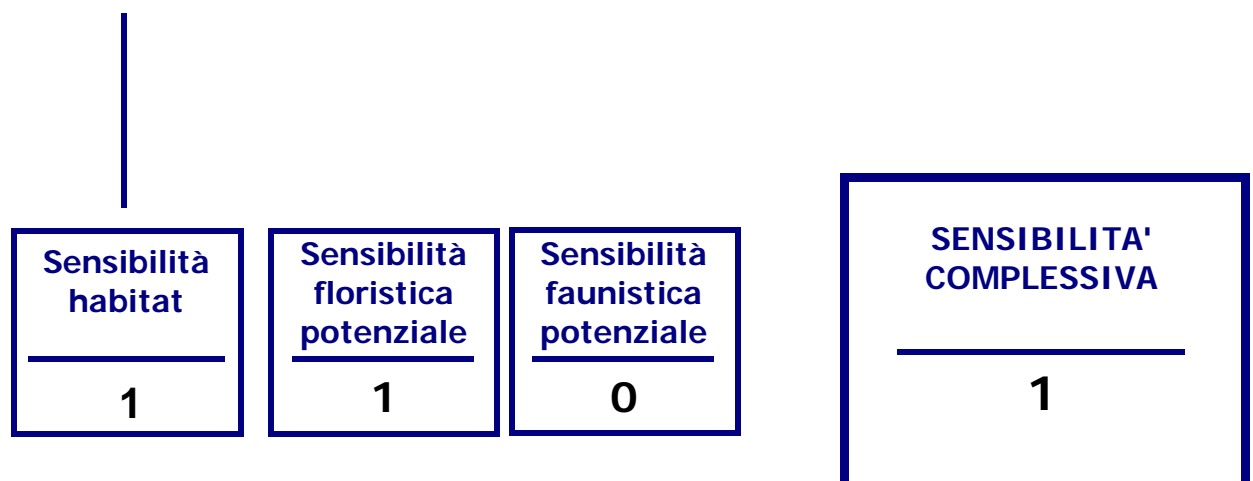 Sensibilità
habitat
1
Sensibilità
floristica
potenziale
1
Sensibilità
faunistica
potenziale
0
SENSIBILITA'
COMPLESSIVA
1